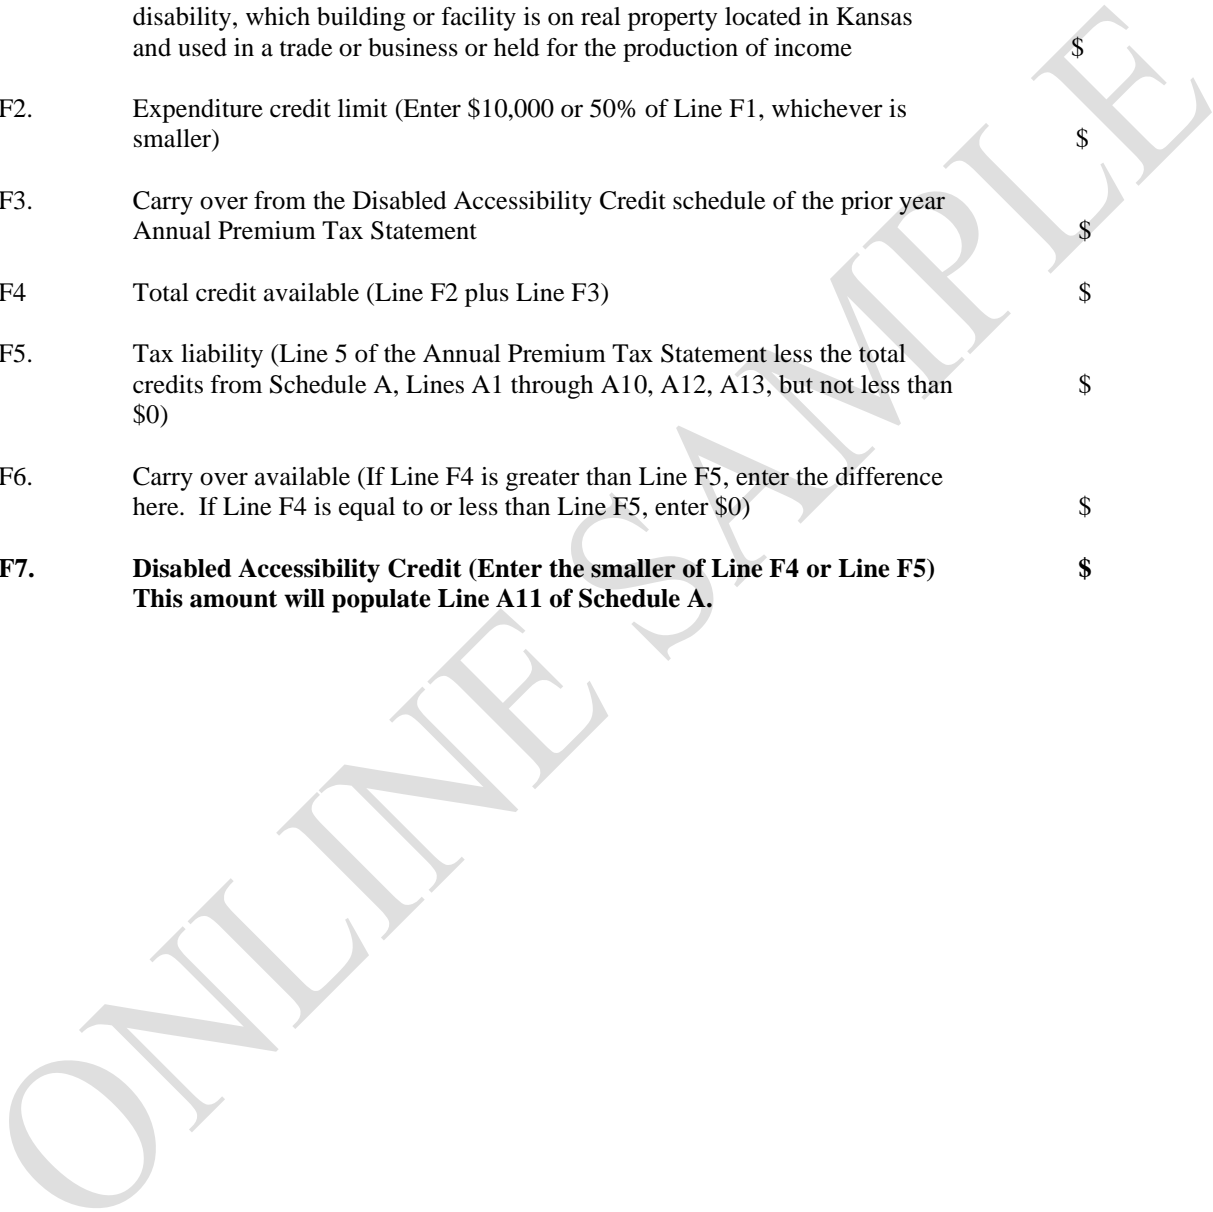 disability, which building or facility is on real property located in Kansas
and used in a trade or business or held for the production of income $
F2. Expenditure credit limit (Enter $10,000 or 50% of Line F1, whichever is
smaller) $
F3. Carry over from the Disabled Accessibility Credit schedule of the prior year
Annual Premium Tax Statement $
F4 Total credit available (Line F2 plus Line F3) $
F5. Tax liability (Line 5 of the Annual Premium Tax Statement less the total
credits from Schedule A, Lines A1 through A10, A12, A13, but not less than $
$0)
F6. Carry over available (If Line F4 is greater than Line F5, enter the difference
here. If Line F4 is equal to or less than Line F5, enter $0) $
F7. Disabled Accessibility Credit (Enter the smaller of Line F4 or Line F5) $
This amount will populate Line A11 of Schedule A.
ONLINE SAMPLE